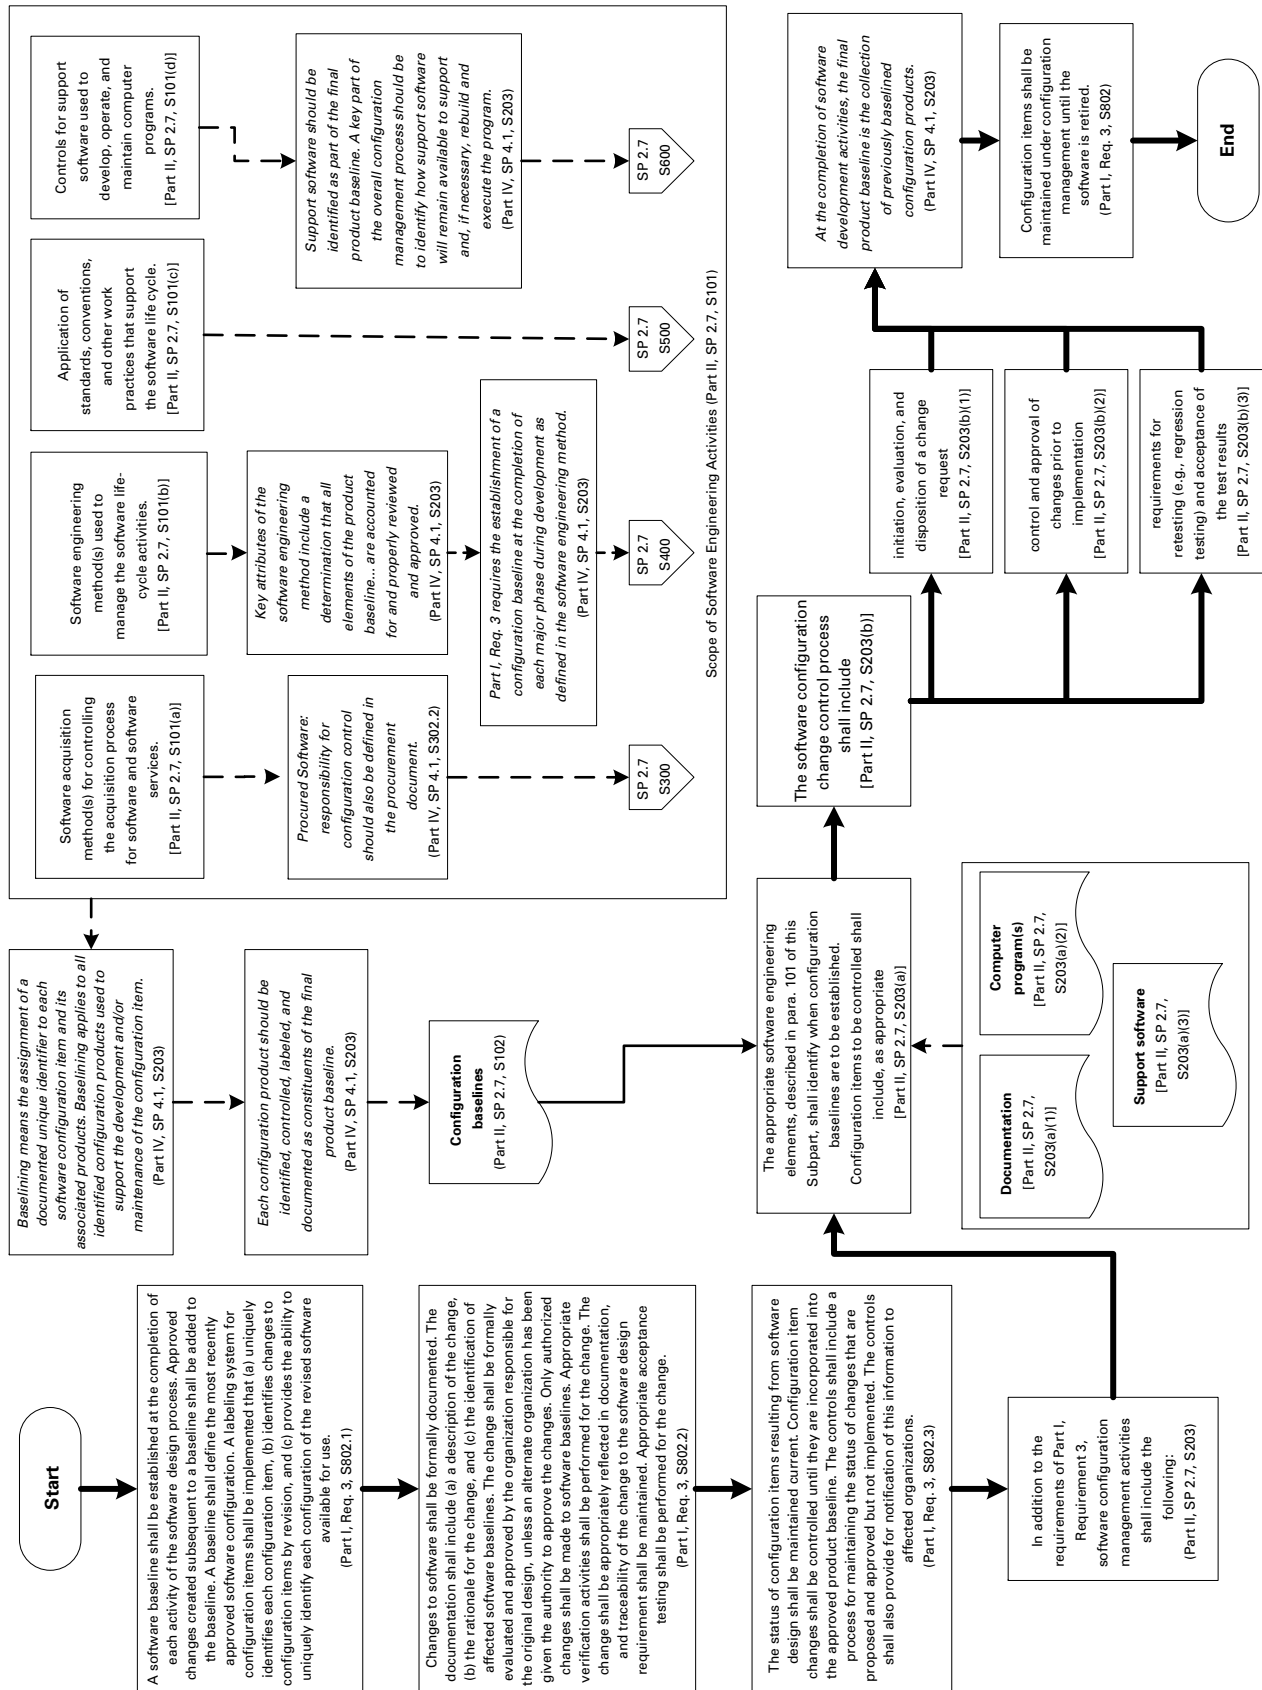 Start
A software baseline shall be established at the completion of
each activity of the software design process. Approved
changes created subsequent to a baseline shall be added to
the baseline. A baseline shall define the most recently
approved software configuration. A labeling system for
configuration items shall be implemented that (a) uniquely
identifies each configuration item, (b) identifies changes to
configuration items by revision, and (c) provides the ability to
uniquely identify each configuration of the revised software
available for use.
(Part I, Req. 3, S802.1)
Changes to software shall be formally documented. The
documentation shall include (a) a description of the change,
(b) the rationale for the change, and (c) the identification of
affected software baselines. The change shall be formally
evaluated and approved by the organization responsible for
the original design, unless an alternate organization has been
given the authority to approve the changes. Only authorized
changes shall be made to software baselines. Appropriate
verification activities shall be performed for the change. The
change shall be appropriately reflected in documentation,
and traceability of the change to the software design
requirement shall be maintained. Appropriate acceptance
testing shall be performed for the change.
(Part I, Req. 3, S802.2)
The status of configuration items resulting from software
design shall be maintained current. Configuration item
changes shall be controlled until they are incorporated into
the approved product baseline. The controls shall include a
process for maintaining the status of changes that are
proposed and approved but not implemented. The controls
shall also provide for notification of this information to
affected organizations.
(Part I, Req. 3, S802.3)
In addition to the
requirements of Part I,
Requirement 3,
software configuration
management activities
shall include the
following:
(Part II, SP 2.7, S203)
Baselining means the assignment of a
documented unique identifier to each
software configuration item and its
associated products. Baselining applies to all
identified configuration products used to
support the development and/or
maintenance of the configuration item.
(Part IV, SP 4.1, S203)
Each configuration product should be
identified, controlled, labeled, and
documented as constituents of the final
product baseline.
(Part IV, SP 4.1, S203)
Configuration
baselines
(Part II, SP 2.7, S102)
The appropriate software engineering
elements, described in para. 101 of this
Subpart, shall identify when configuration
baselines are to be established.
Configuration items to be controlled shall
include, as appropriate
[Part II, SP 2.7, S203(a)]
Documentation
[Part II, SP 2.7,
S203(a)(1)]
Computer
program(s)
[Part II, SP 2.7,
S203(a)(2)]
Support software
[Part II, SP 2.7,
S203(a)(3)]
Software acquisition
method(s) for controlling
the acquisition process
for software and software
services.
[Part II, SP 2.7, S101(a)]
Procured Software:
responsibility for
configuration control
should also be defined in
the procurement
document.
(Part IV, SP 4.1, S302.2)
SP 2.7
S300
Software engineering
method(s) used to
manage the software life-
cycle activities.
[Part II, SP 2.7, S101(b)]
Key attributes of the
software engineering
method include a
determination that all
elements of the product
baseline... are accounted
for and properly reviewed
and approved.
(Part IV, SP 4.1, S203)
Part I, Req. 3 requires the establishment of a
configuration baseline at the completion of
each major phase during development as
defined in the software engineering method.
(Part IV, SP 4.1, S203)
SP 2.7
S400
Application of
standards, conventions,
and other work
practices that support
the software life cycle.
[Part II, SP 2.7, S101(c)]
SP 2.7
S500
Controls for support
software used to
develop, operate, and
maintain computer
programs.
[Part II, SP 2.7, S101(d)]
Support software should be
identified as part of the final
product baseline. A key part of
the overall configuration
management process should be
to identify how support software
will remain available to support
and, if necessary, rebuild and
execute the program.
(Part IV, SP 4.1, S203)
SP 2.7
S600
Scope of Software Engineering Activities (Part II, SP 2.7, S101)
The software configuration
change control process
shall include
[Part II, SP 2.7, S203(b)]
initiation, evaluation, and
disposition of a change
request
[Part II, SP 2.7, S203(b)(1)]
control and approval of
changes prior to
implementation
[Part II, SP 2.7, S203(b)(2)]
requirements for
retesting (e.g., regression
testing) and acceptance of
the test results
[Part II, SP 2.7, S203(b)(3)]
At the completion of software
development activities, the final
product baseline is the collection
of previously baselined
configuration products.
(Part IV, SP 4.1, S203)
Configuration items shall be
maintained under configuration
management until the
software is retired.
(Part I, Req. 3, S802)
End